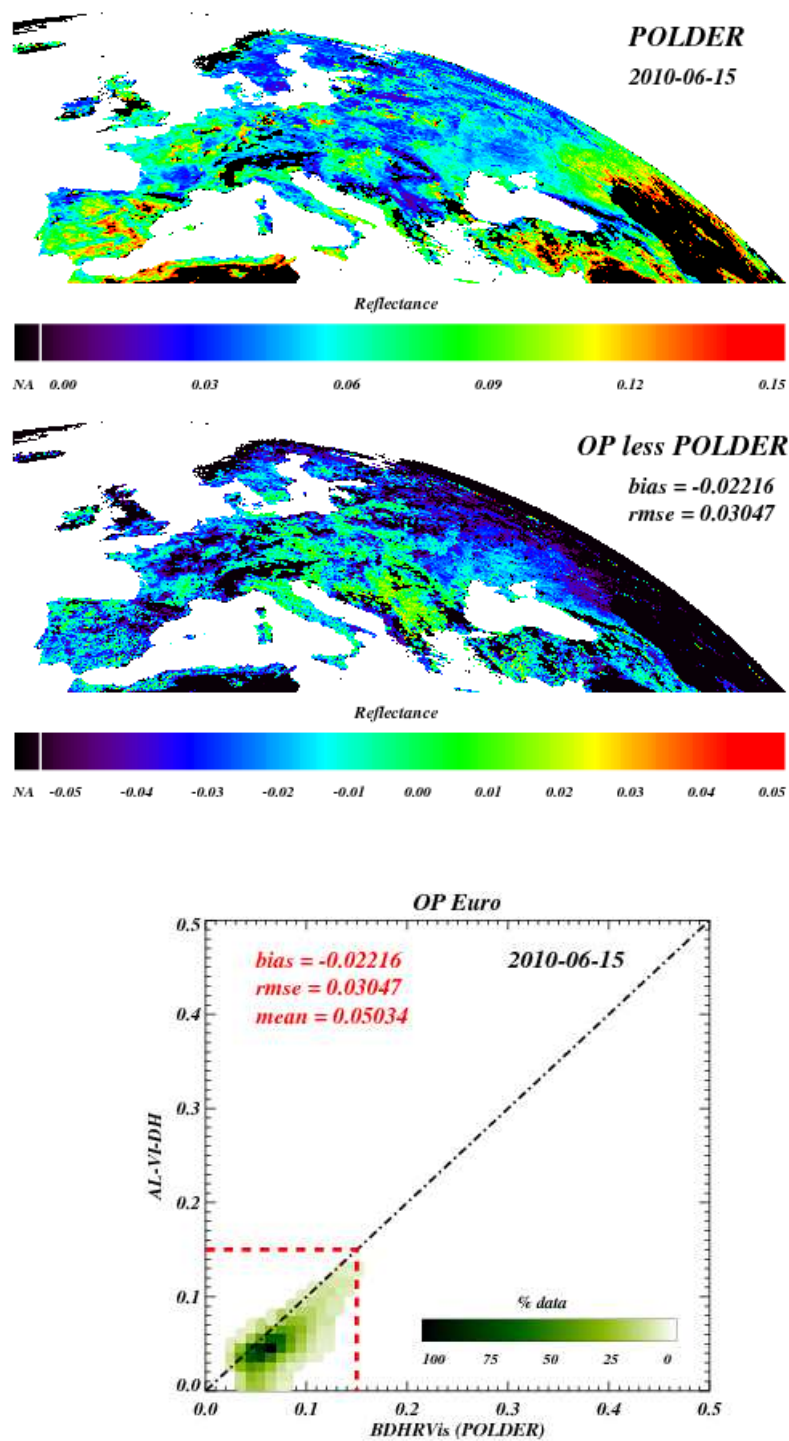 POLDER
2010-06-15
Reflectance
NA 0.00 0.03 0.06 0.09 0.12 0.15
OP less POLDER
bias = -0.02216
rmse = 0.03047
Reflectance
NA -0.05 -0.04 -0.03 -0.02 -0.01 0.00 0.01 0.02 0.03 0.04 0.05
OP Euro
0.5
bias = -0.02216
2010-06-15
rmse = 0.03047
mean = 0.05034
0.4
0.3
AL-VI-DH
0.2
0.1
% data
100 75 50 25 0
0.0
0.0 0.1 0.2 0.3 0.4 0.5
BDHRVis (POLDER)